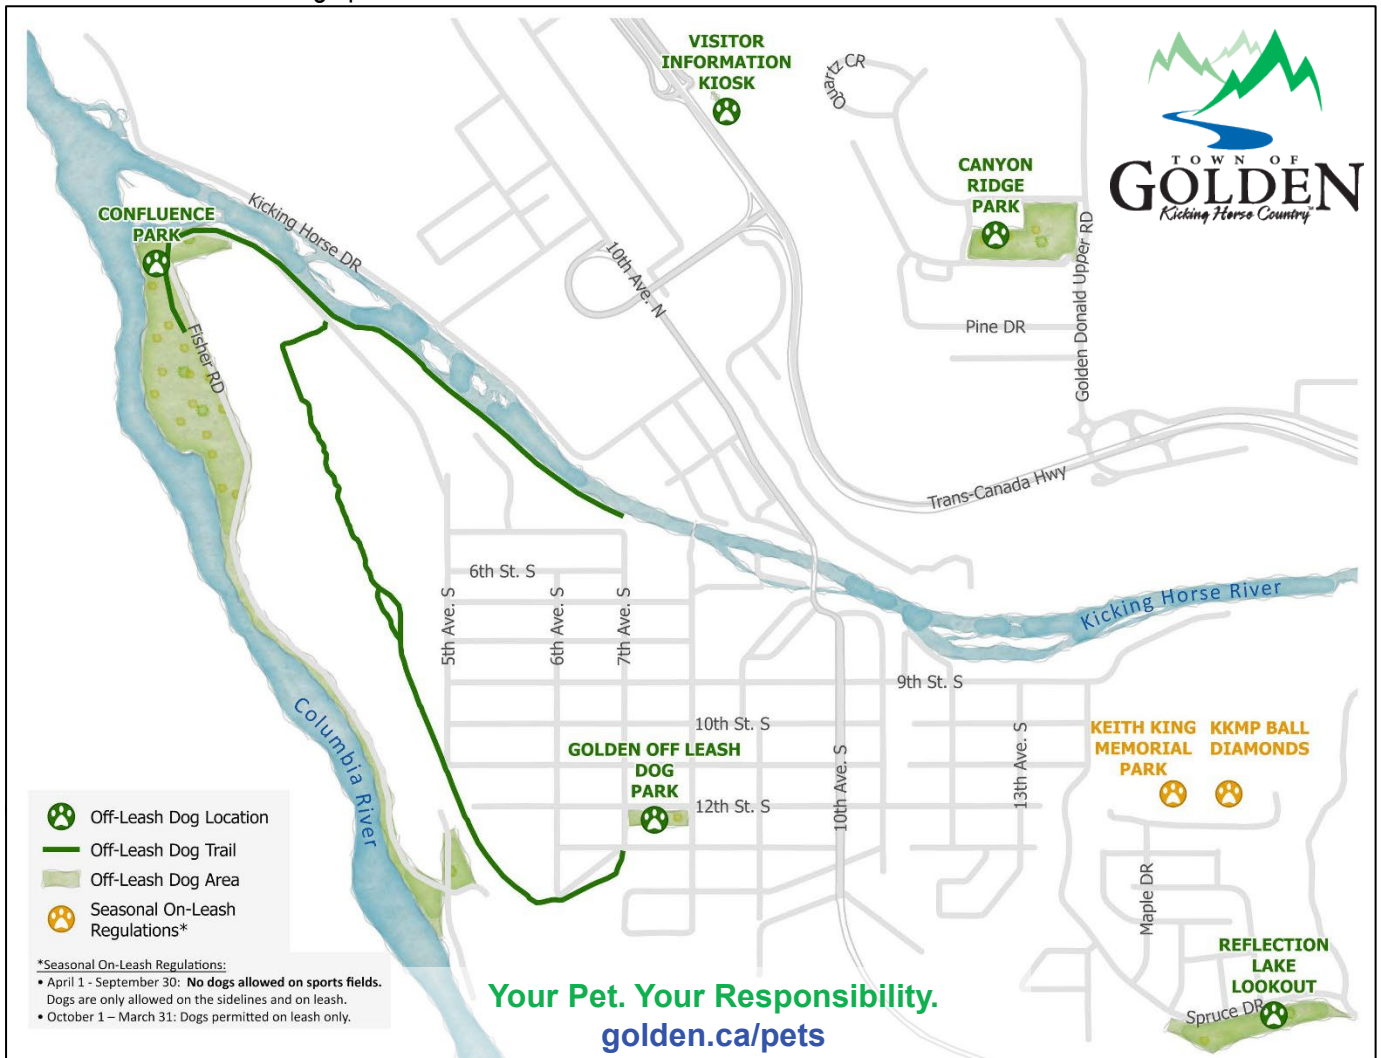 VISITOR
INFORMATION
KIOSK
Quartz CR
CANYON
RIDGE
PARK
TOWN OF
GOLDEN
Kicking Horse Country™
CONFLUENCE
PARK
Kicking Horse DR
10th Ave. N
Golden Donald Upper RD
Pine DR
Fisher RD
Trans-Canada Hwy
6th St. S
5th Ave. S
6th Ave. S
7th Ave. S
Kicking Horse River
9th St. S
Columbia River
10th St. S
GOLDEN OFF LEASH
DOG
PARK
12th St. S
10th Ave. S
13th Ave. S
KEITH KING
MEMORIAL
PARK
KKMP BALL
DIAMONDS
Maple DR
REFLECTION
LAKE
LOOKOUT
Spruce DR
Off-Leash Dog Location
Off-Leash Dog Trail
Off-Leash Dog Area
Seasonal On-Leash
Regulations*
*Seasonal On-Leash Regulations:
• April 1 - September 30: No dogs allowed on sports fields.
Dogs are only allowed on the sidelines and on leash.
• October 1 – March 31: Dogs permitted on leash only.
Your Pet. Your Responsibility.
golden.ca/pets